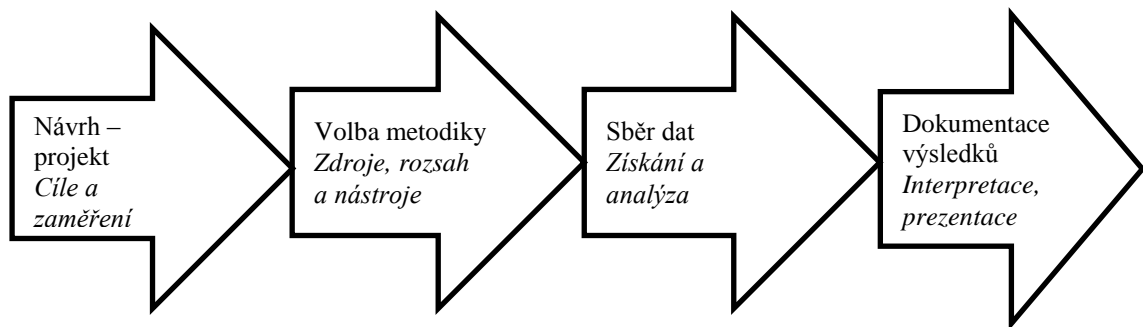 Návrh –
projekt
Cíle a
zaměření
Volba metodiky
Zdroje, rozsah
a nástroje
Sběr dat
Získání a
analýza
Dokumentace
výsledků
Interpretace,
prezentace